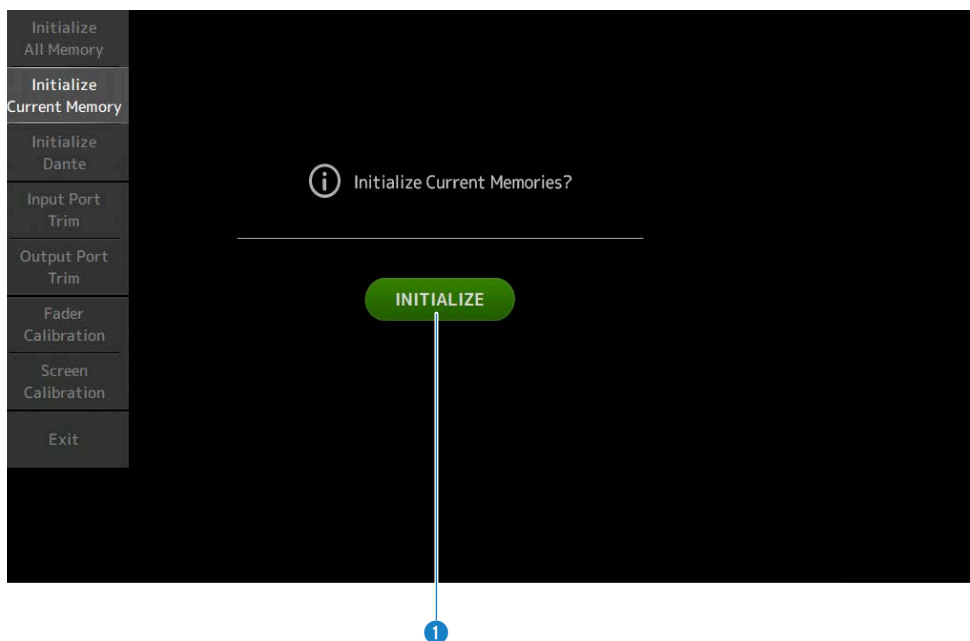 Initialize
All Memory
Initialize
Current Memory
Initialize
Dante
Input Port
Trim
Output Port
Trim
Fader
Calibration
Screen
Calibration
Exit
Initialize Current Memories?
INITIALIZE
1